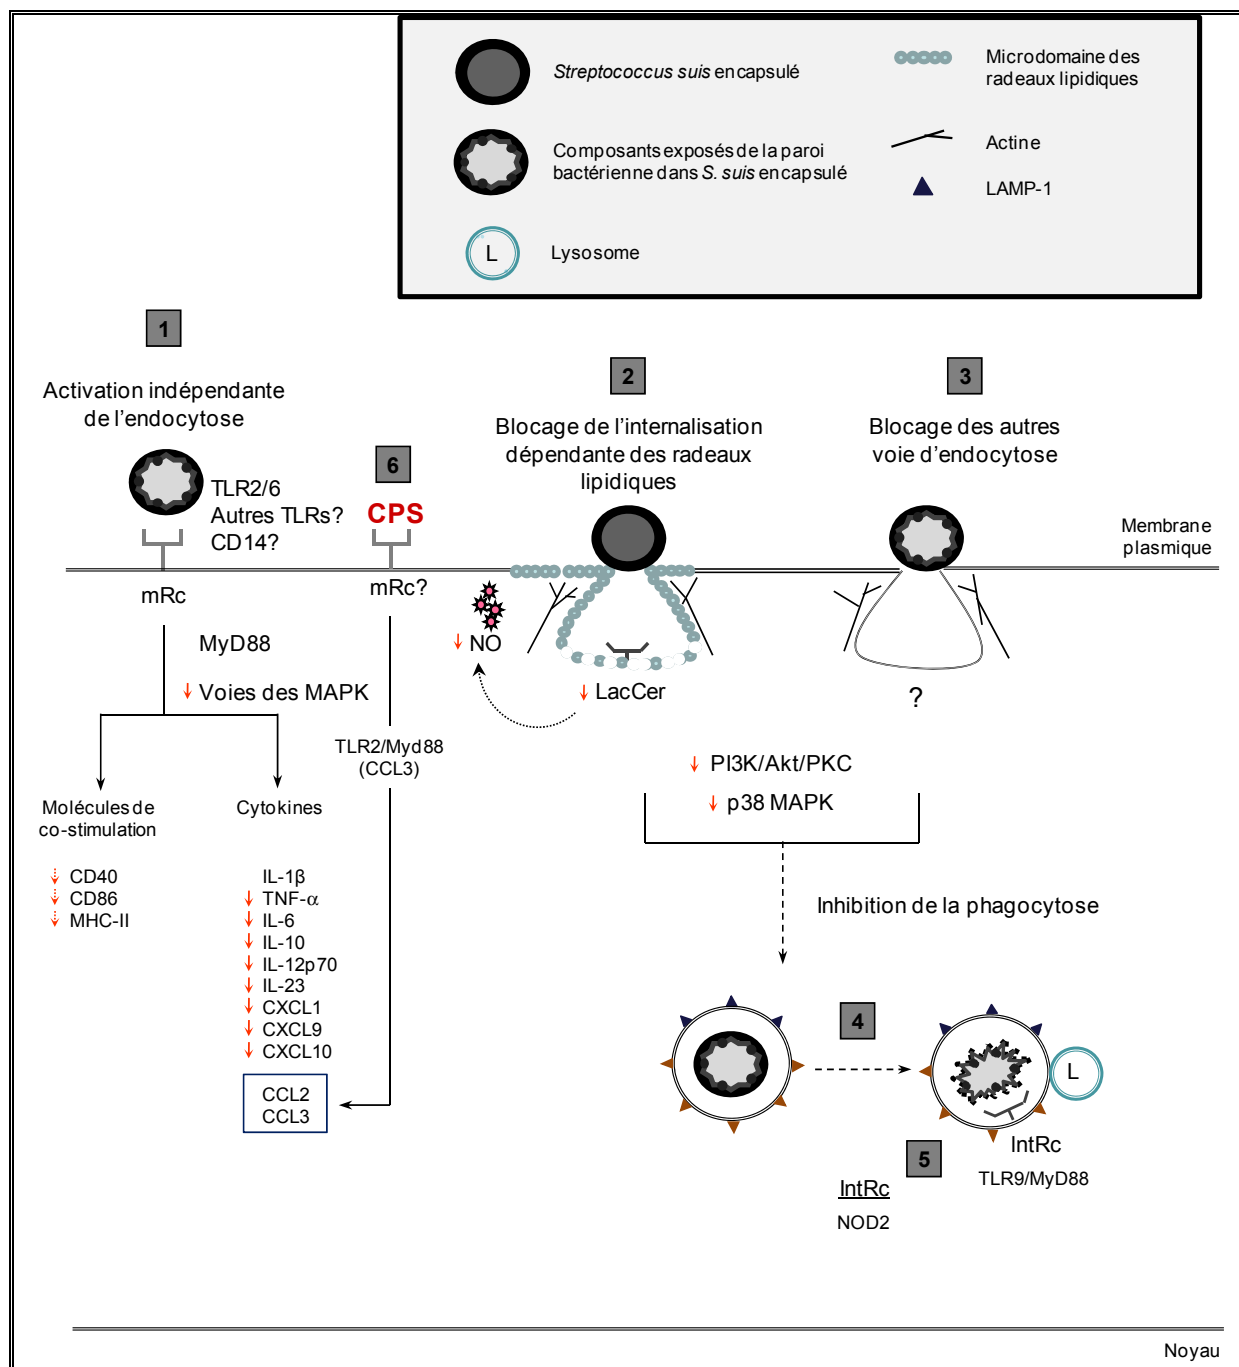 Streptococcus suis encapsulé
Microdomaine des
radeaux lipidiques
Composants exposés de la paroi
bactérienne dans S. suis encapsulé
Actine
LAMP-1
L
Lysosome
1
Activation indépendante
de l'endocytose
TLR2/6
Autres TLRs?
CD14?
mRc
MyD88
Voies des MAPK
Molécules de
co-stimulation
CD40
CD86
MHC-II
Cytokines
IL-1β
TNF-α
IL-6
IL-10
IL-12p70
IL-23
CXCL1
CXCL9
CXCL10
CCL2
CCL3
6
CPS
mRc?
TLR2/Myd88
(CCL3)
2
Blocage de l'internalisation
dépendante des radeaux
lipidiques
NO
LacCer
3
Blocage des autres
voie d'endocytose
Membrane
plasmique
?
PI3K/Akt/PKC
p38 MAPK
Inhibition de la phagocytose
4
L
5
IntRc
TLR9/MyD88
IntRc
NOD2
Noyau